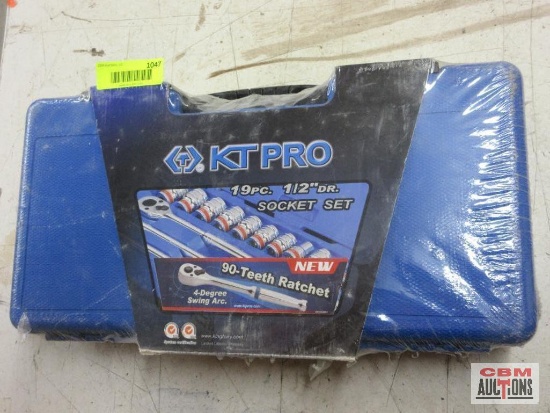 1047
KT PRO
19PC. 1/2"DR.
SOCKET SET
NEW
90-Teeth Ratchet
4-Degree
Swing Arc.
CBM
AUCTIONS